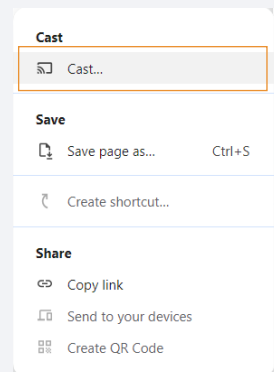 Cast
Cast...
Save
Save page as... Ctrl+S
Create shortcut...
Share
Copy link
Send to your devices
Create QR Code